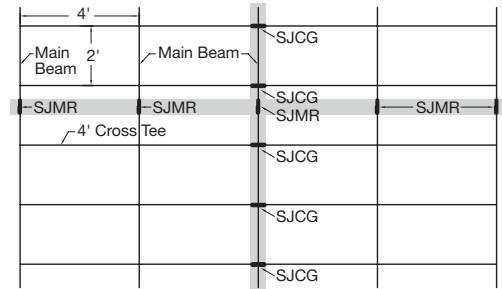 4'
SJCG
Main
Beam
2'
Main Beam
SJCG
SJMR
SJMR
SJMR
SJMR
4' Cross Tee
SJCG
SJCG
SJCG